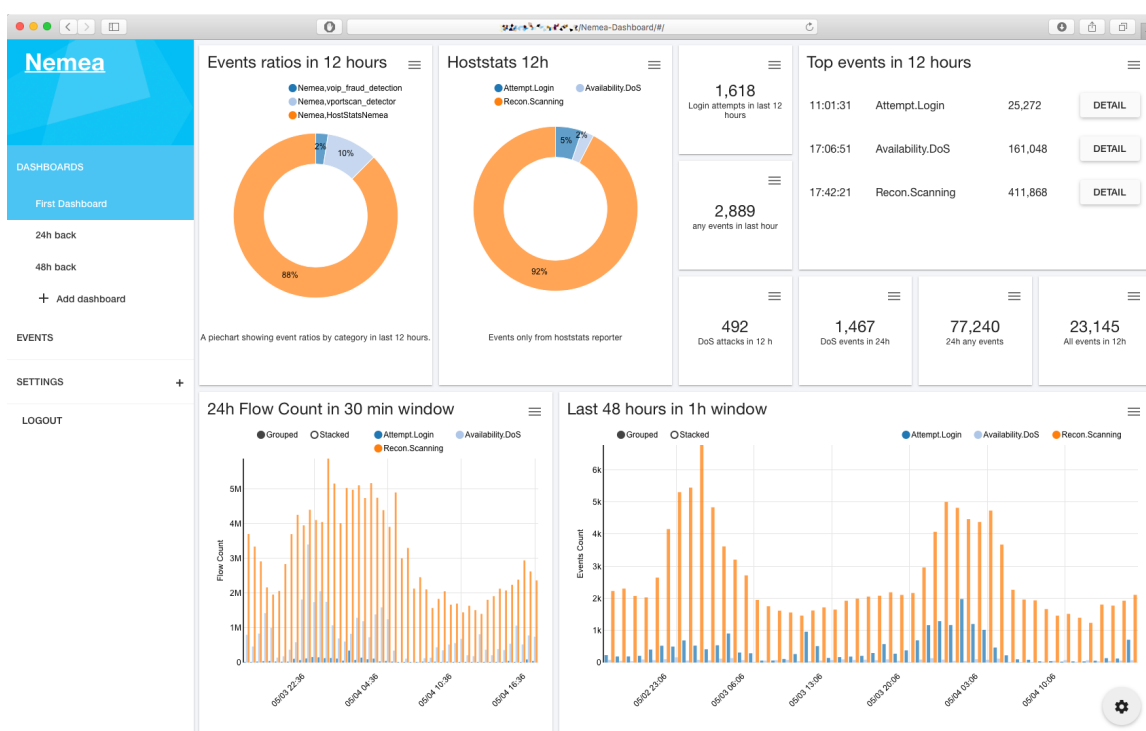 /Nemea-Dashboard/#/
Nemea
DASHBOARDS
First Dashboard
24h back
48h back
+ Add dashboard
EVENTS
SETTINGS +
LOGOUT
Events ratios in 12 hours
Nemea,voip_fraud_detection
Nemea,vportscan_detector
Nemea,HostStatsNemea
2%
10%
88%
A piechart showing event ratios by category in last 12 hours.
Hoststats 12h
Attempt.Login Availability.DoS
Recon.Scanning
5% 2%
92%
Events only from hoststats reporter
1,618
Login attempts in last 12
hours
2,889
any events in last hour
Top events in 12 hours
11:01:31 Attempt.Login 25,272 DETAIL
17:06:51 Availability.DoS 161,048 DETAIL
17:42:21 Recon.Scanning 411,868 DETAIL
492
DoS attacks in 12 h
1,467
DoS events in 24h
77,240
24h any events
23,145
All events in 12h
24h Flow Count in 30 min window
Grouped Stacked Attempt.Login Availability.DoS
Recon.Scanning
Flow Count
5M
4M
3M
2M
1M
0
05/03 22:36 05/04 04:36 05/04 10:36 05/04 16:36
Last 48 hours in 1h window
Grouped Stacked Attempt.Login Availability.DoS Recon.Scanning
Events Count
6k
5k
4k
3k
2k
1k
0
05/02 23:06 05/03 06:06 05/03 13:06 05/03 20:06 05/04 03:06 05/04 10:06